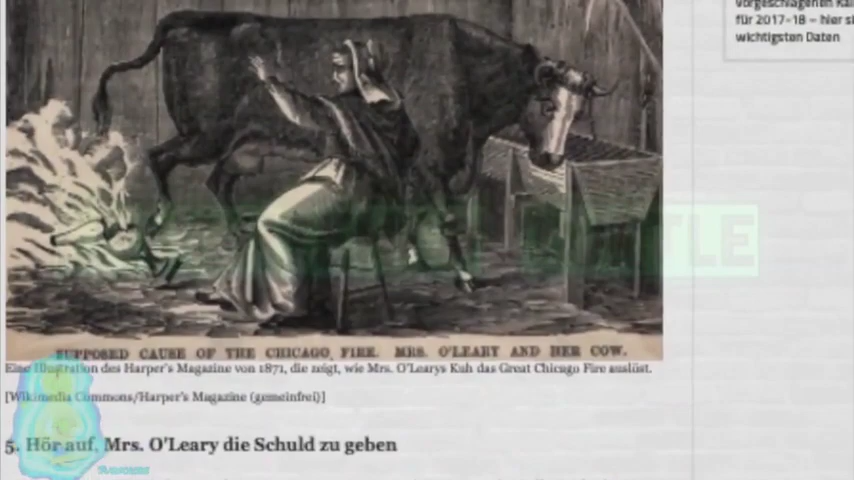 vorgeschlagenen
für 2017-18 – hier
wichtigsten Daten
SUPPOSED CAUSE OF THE CHICAGO FIRE. MRS. O'LEARY AND HER COW.
Eine Illustration des Harper's Magazine von 1871, die zeigt, wie Mrs. O'Learys Kuh das Great Chicago Fire auslöst.
[Wikimedia Commons/Harper's Magazine (gemeinfrei)]
5. Hör auf, Mrs. O'Leary die Schuld zu geben